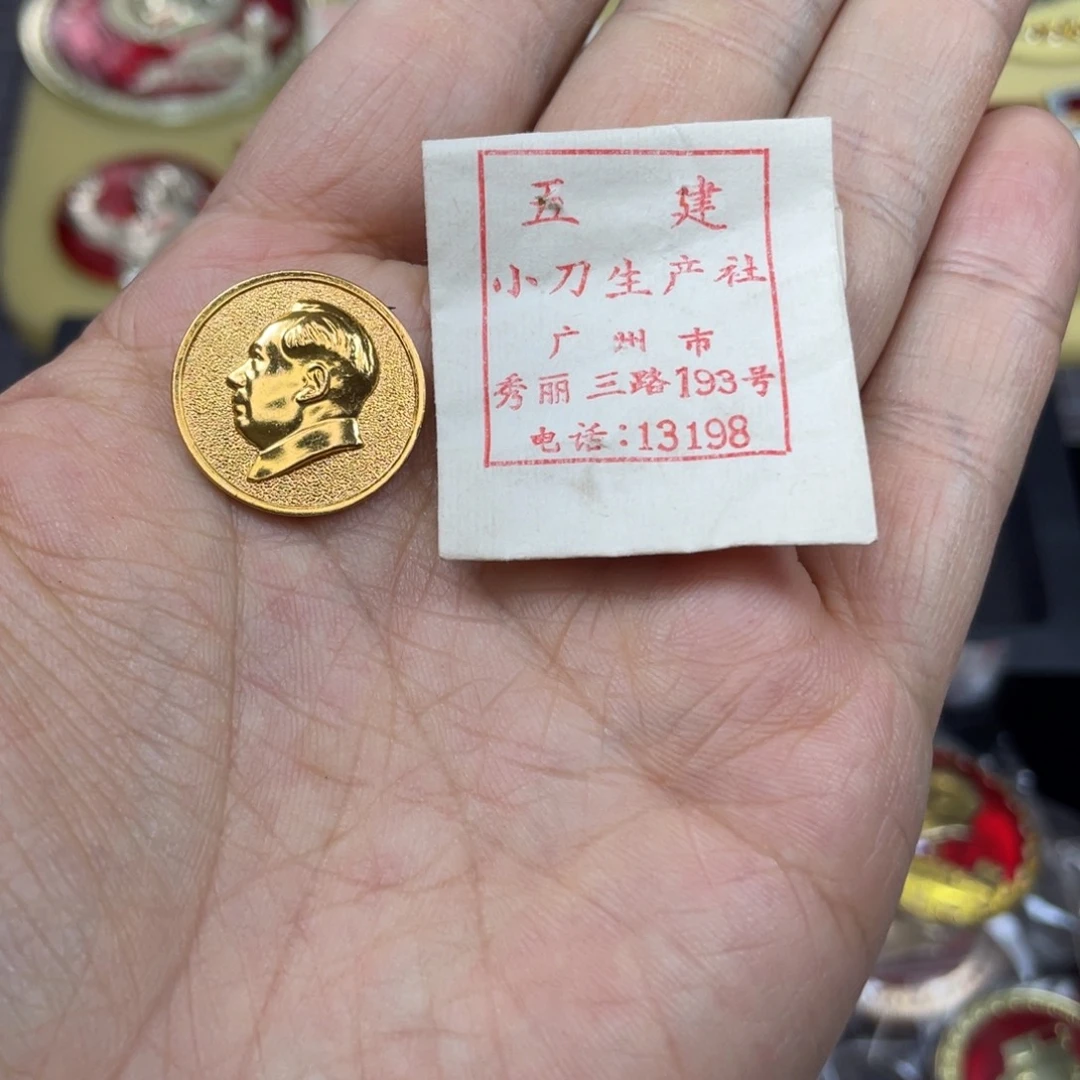 五建
小刀生产社
广州市
秀丽三路193号
电话:13198